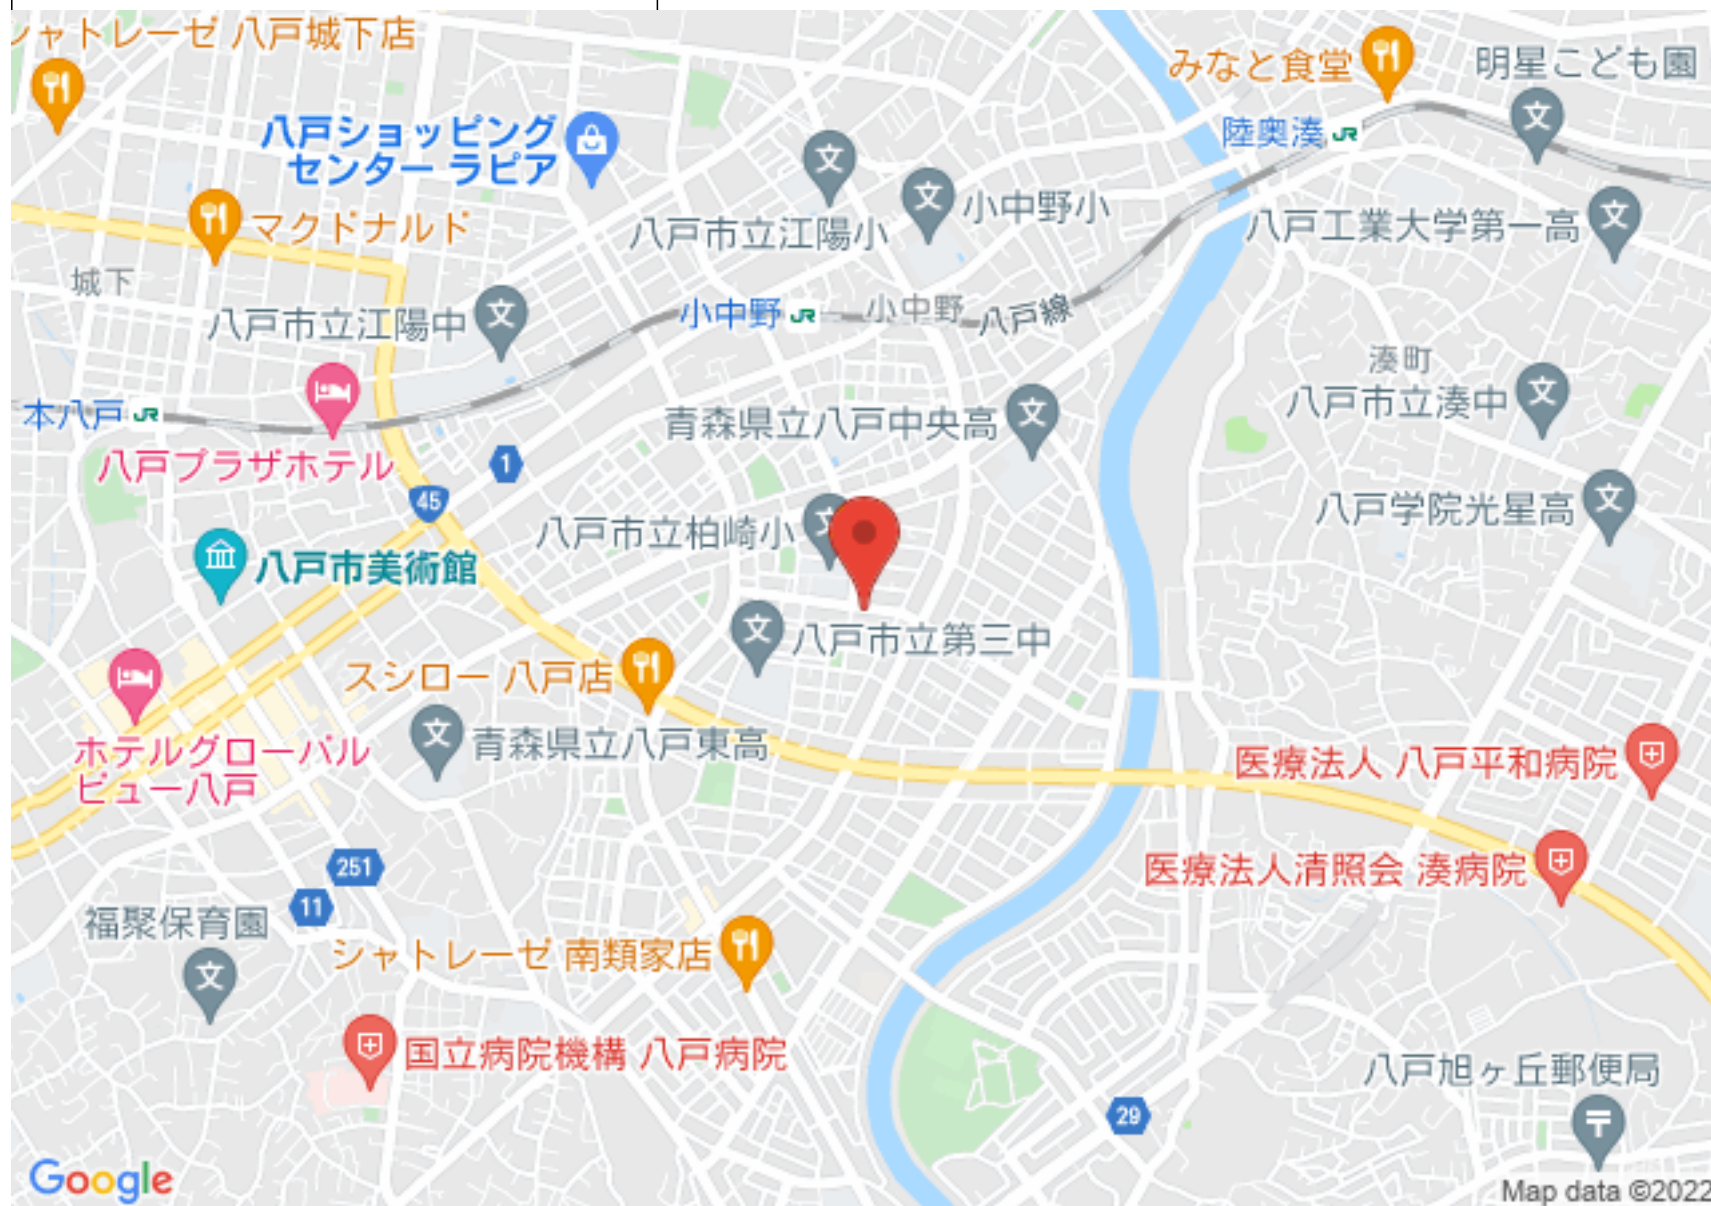 シャトレーゼ 八戸城下店
みなと食堂
明星こども園
八戸ショッピング
センター ラピア
陸奥湊
小中野小
八戸市立江陽小
八戸工業大学第一高
マクドナルド
城下
八戸市立江陽中
小中野
小中野
八戸線
湊町
八戸市立湊中
本八戸
青森県立八戸中央高
八戸プラザホテル
1
45
八戸学院光星高
八戸市立柏崎小
八戸市美術館
八戸市立第三中
スシロー 八戸店
青森県立八戸東高
ホテルグローバル
ビュー八戸
医療法人 八戸平和病院
251
医療法人清照会 湊病院
11
福聚保育園
シャトレーゼ 南類家店
国立病院機構 八戸病院
八戸旭ヶ丘郵便局
29
Google
Map data ©2022